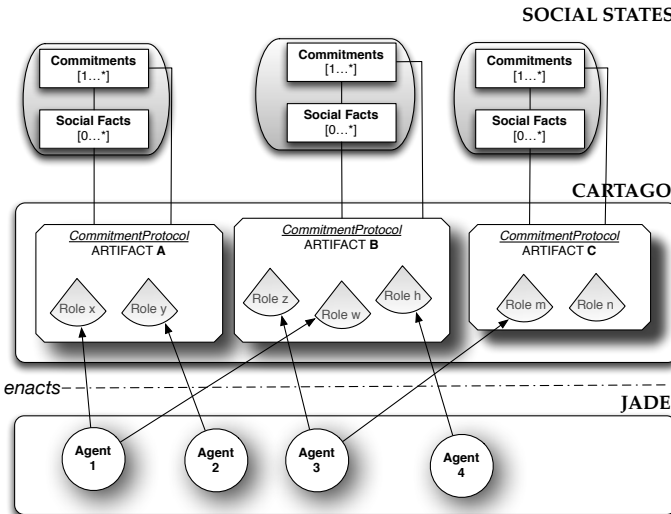 SOCIAL STATES
Commitments
[1...*]
Social Facts
[0...*]
Commitments
[1...*]
Social Facts
[0...*]
Commitments
[1...*]
Social Facts
[0...*]
CARTAGO
CommitmentProtocol
ARTIFACT A
Role x
Role y
CommitmentProtocol
ARTIFACT B
Role z
Role w
Role h
CommitmentProtocol
ARTIFACT C
Role m
Role n
enacts
JADE
Agent
1
Agent
2
Agent
3
Agent
4